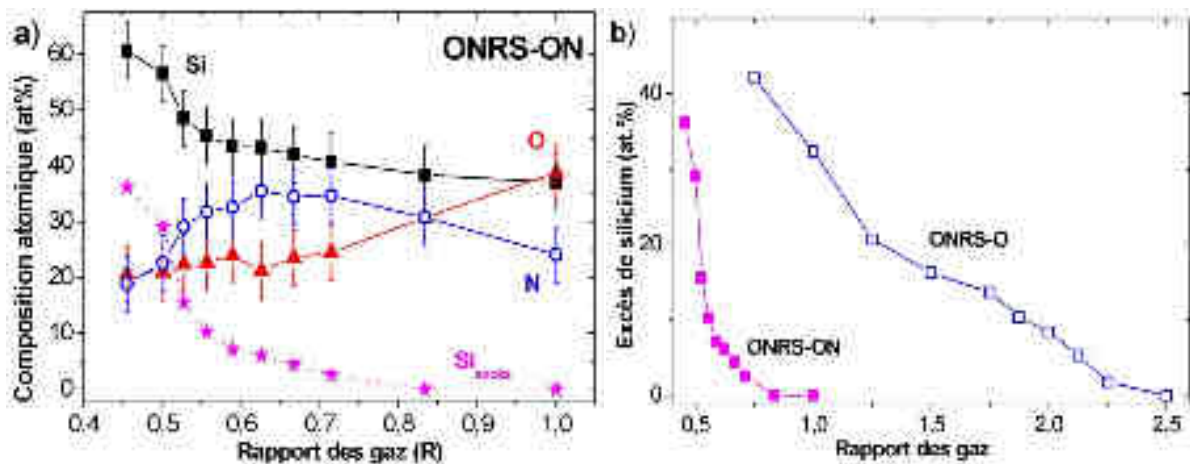 a)
ONRS-ON
Si
O
N
Si
Composition atomique (at%)
60
50
40
30
20
10
0
0,4 0,5 0,6 0,7 0,8 0,9 1,0
Rapport des gaz (R)
b)
ONRS-O
ONRS-ON
Excès de silicium (at.%)
40
20
0
0,5 1,0 1,5 2,0 2,5
Rapport des gaz